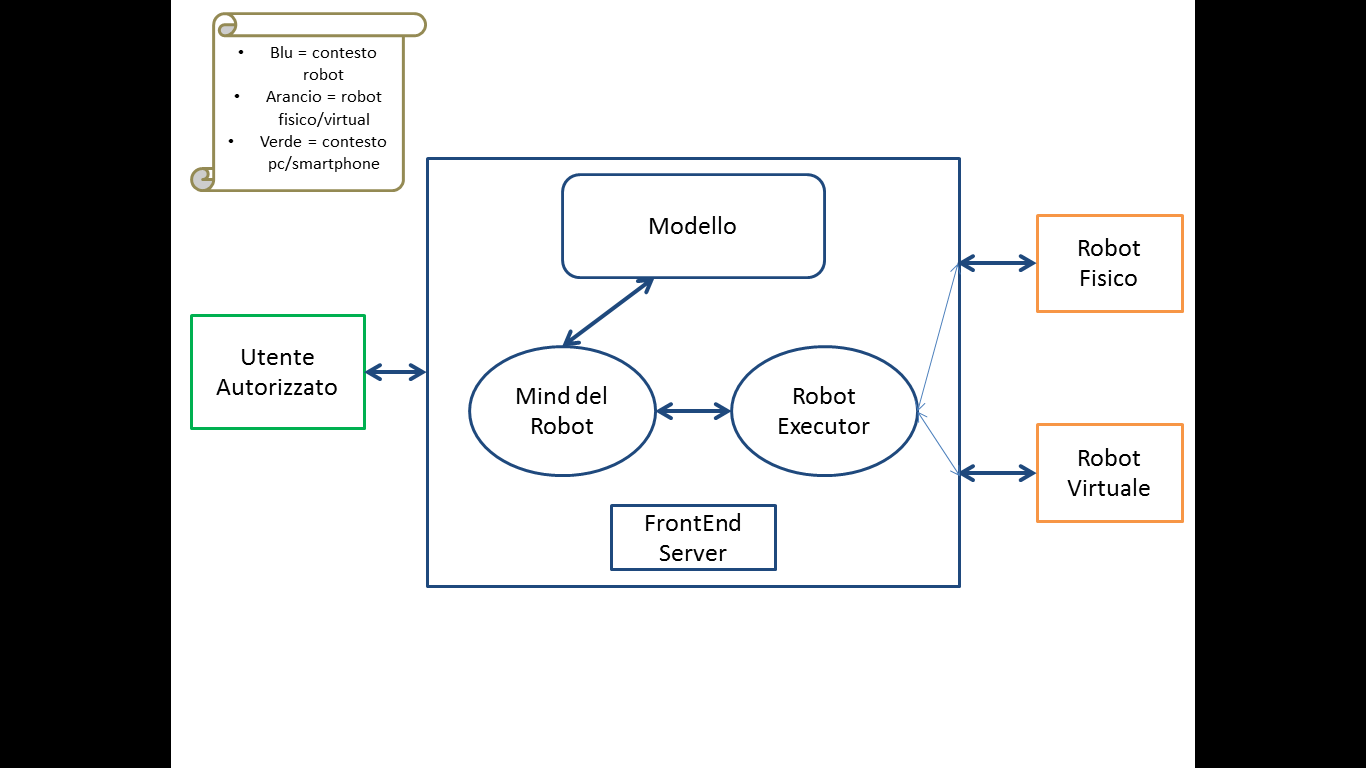 • Blu = contesto
robot
• Arancio = robot
fisico/virtual
• Verde = contesto
pc/smartphone
Modello
Robot
Fisico
Utente
Autorizzato
Mind del
Robot
Robot
Executor
Robot
Virtuale
FrontEnd
Server